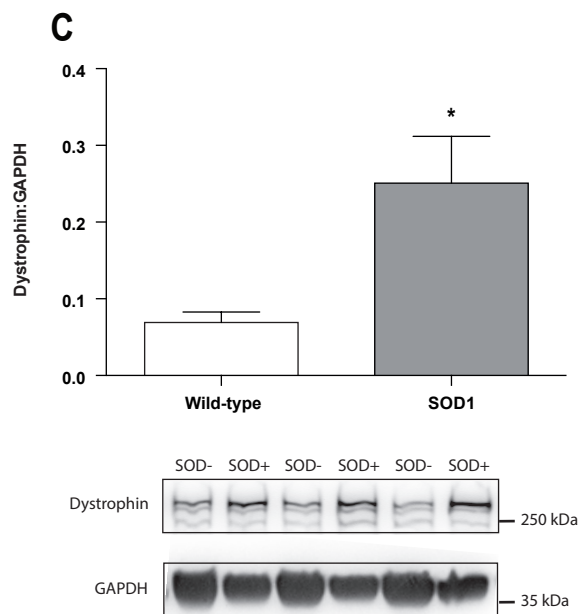 C
0.4
0.3
0.2
0.1
0.0
Dystrophin:GAPDH
*
Wild-type SOD1
SOD- SOD+ SOD- SOD+ SOD- SOD+
Dystrophin
250 kDa
GAPDH
35 kDa